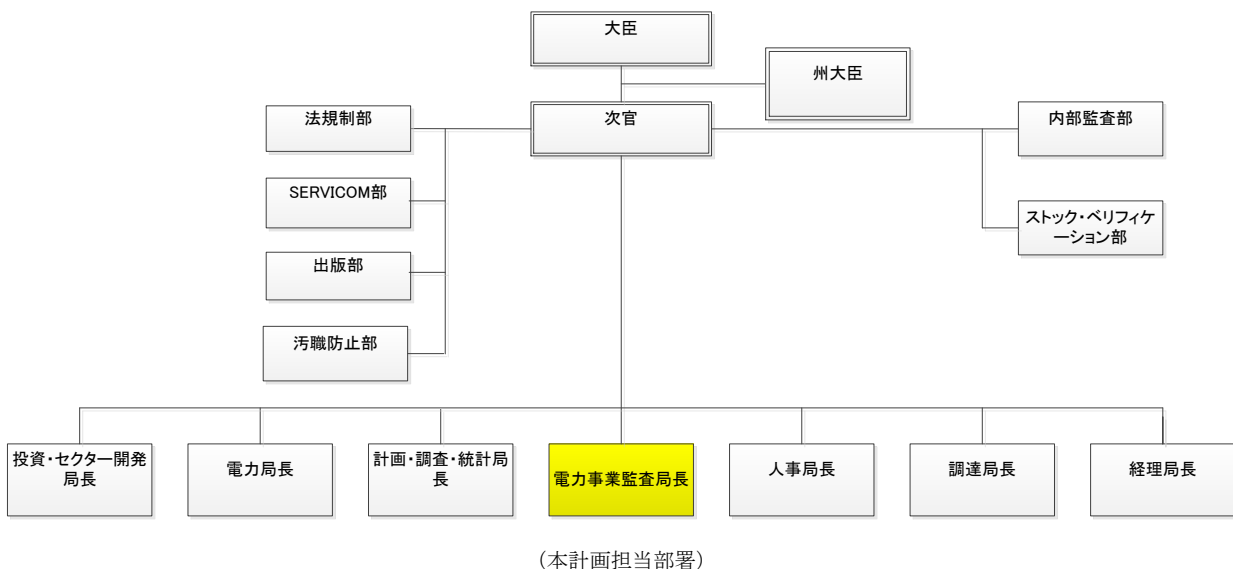 大臣
州大臣
法規制部
次官
内部監査部
SERVICOM部
ストック・ベリフィケ
ーション部
出版部
汚職防止部
投資・セクター開発
局長
電力局長
計画・調査・統計局
長
電力事業監査局長
人事局長
調達局長
経理局長
(本計画担当部署)